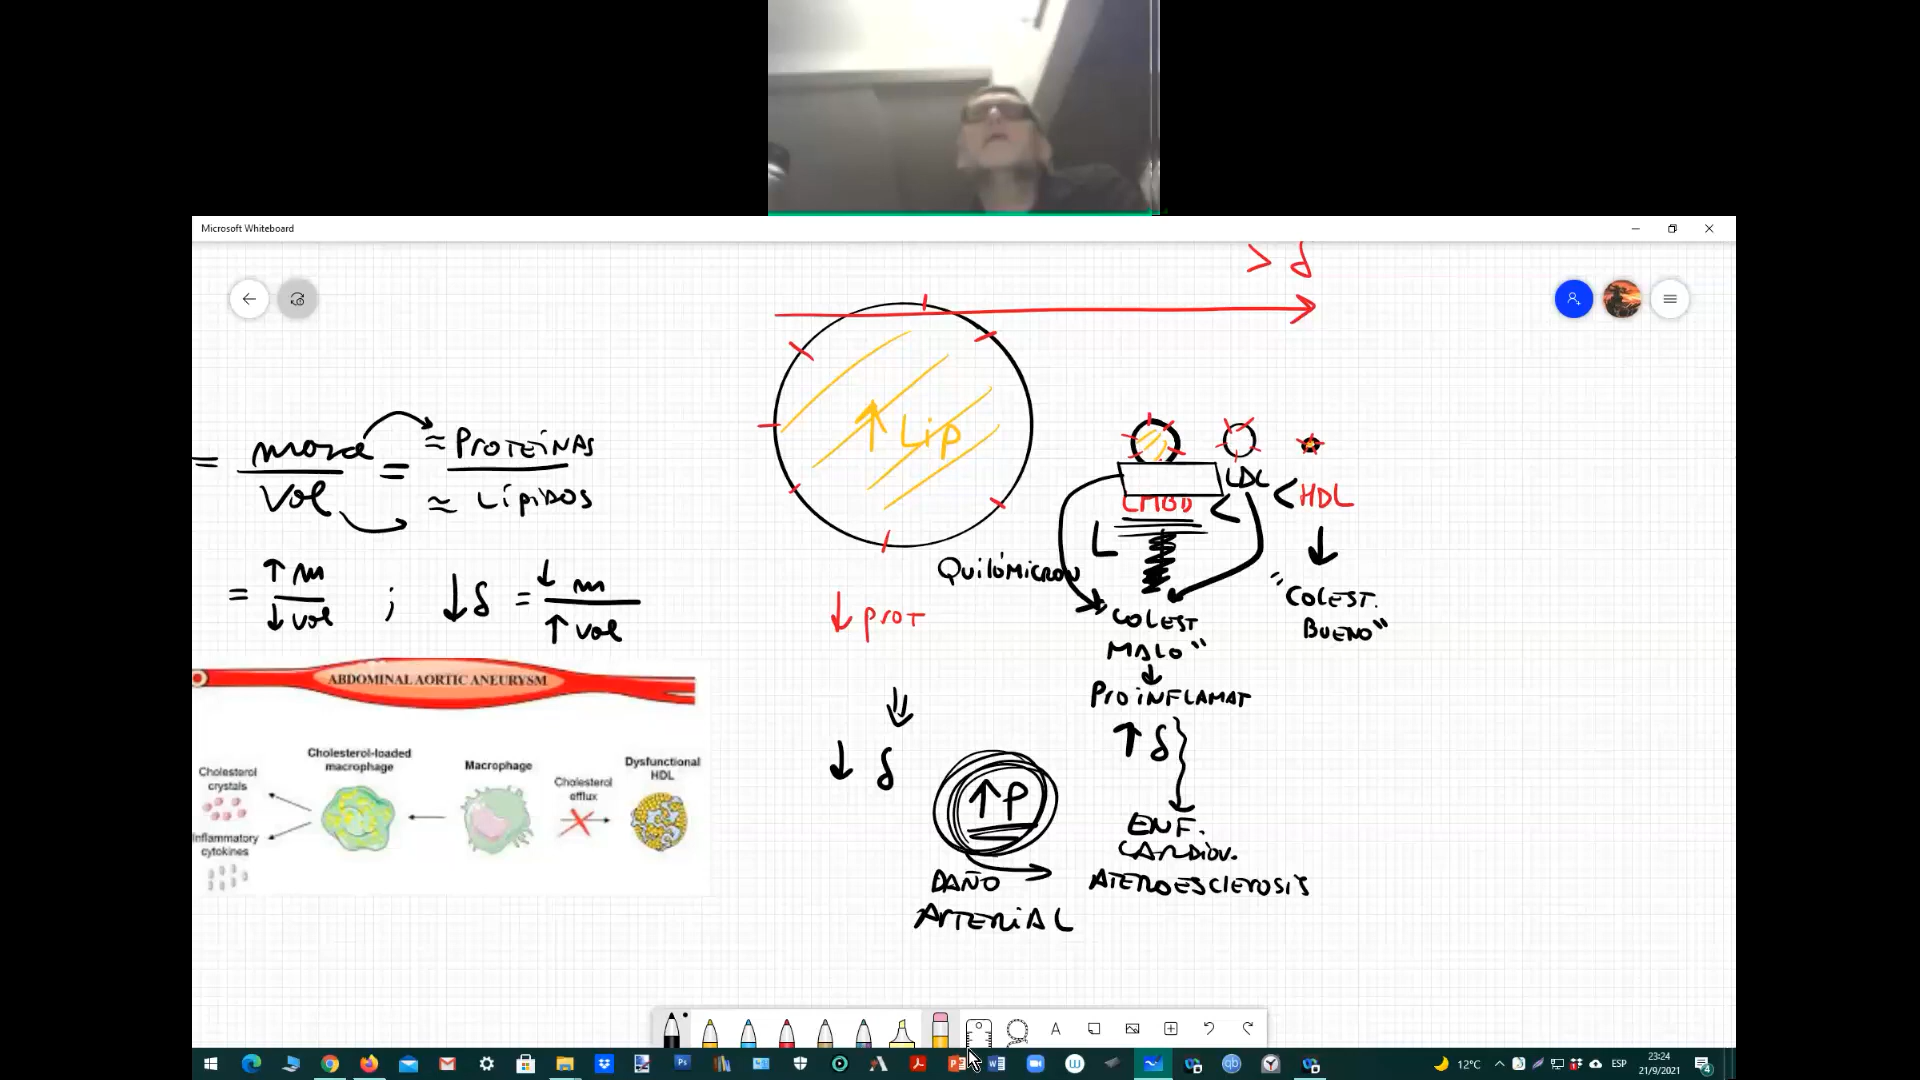 Microsoft Whiteboard
> δ
↑ Lip
= masa / vol = ≈ PROTEÍNAS / ≈ LÍPIDOS
LDL
< HDL
<
QUILÓMICRON
= ↑ m / ↓ vol ; ↓ δ = ↓ m / ↑ vol
↓ PROT
COLEST
MALO"
"COLEST.
BUENO"
PROINFLAMAT
↑ δ
↓ δ
↑ P
ENF.
CARDIOV.
ATEROESCLEROSIS
DAÑO
ARTERIAL
ABDOMINAL AORTIC ANEURYSM
Cholesterol
crystals
Inflammatory
cytokines
Cholesterol-loaded
macrophage
Macrophage
Cholesterol
efflux
Dysfunctional
HDL
A
12°C
ESP
23:24
21/9/2021